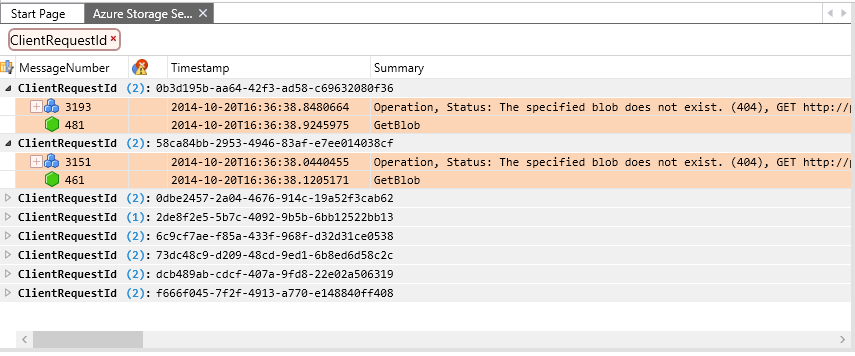 Start Page Azure Storage Se... ×
ClientRequestId ×
MessageNumber Timestamp Summary
ClientRequestId (2): 0b3d195b-aa64-42f3-ad58-c69632080f36
3193 2014-10-20T16:36:38.8480664 Operation, Status: The specified blob does not exist. (404), GET http://p
481 2014-10-20T16:36:38.9245975 GetBlob
ClientRequestId (2): 58ca84bb-2953-4946-83af-e7ee014038cf
3151 2014-10-20T16:36:38.0440455 Operation, Status: The specified blob does not exist. (404), GET http://p
461 2014-10-20T16:36:38.1205171 GetBlob
ClientRequestId (2): 0dbe2457-2a04-4676-914c-19a52f3cab62
ClientRequestId (1): 2de8f2e5-5b7c-4092-9b5b-6bb12522bb13
ClientRequestId (2): 6c9cf7ae-f85a-433f-968f-d32d31ce0538
ClientRequestId (2): 73dc48c9-d209-48cd-9ed1-6b8ed6d58c2c
ClientRequestId (2): dcb489ab-cdcf-407a-9fd8-22e02a506319
ClientRequestId (2): f666f045-7f2f-4913-a770-e148840ff408